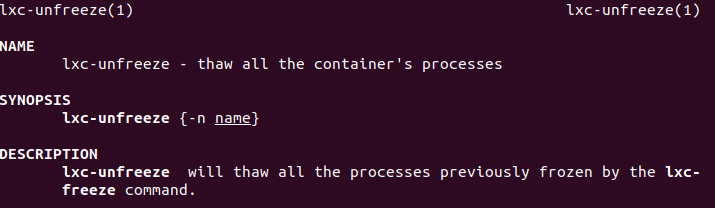 lxc-unfreeze(1) lxc-unfreeze(1)
NAME
lxc-unfreeze - thaw all the container's processes
SYNOPSIS
lxc-unfreeze {-n name}
DESCRIPTION
lxc-unfreeze will thaw all the processes previously frozen by the lxc-
freeze command.